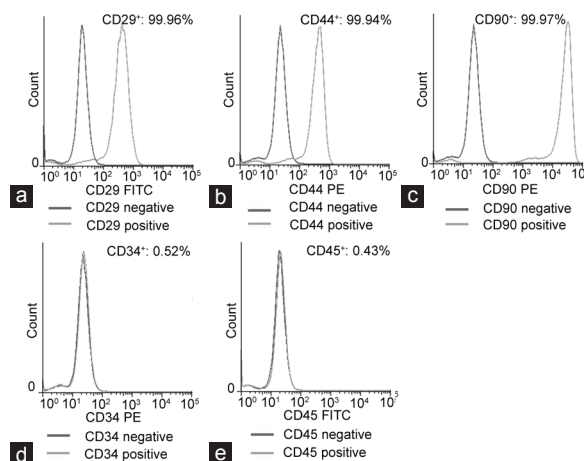 CD29⁺: 99.96%
Count
0
10⁰ 10¹ 10² 10³ 10⁴ 10⁵
CD29 FITC
a
CD29 negative
CD29 positive
CD44⁺: 99.94%
Count
0
10⁰ 10¹ 10² 10³ 10⁴ 10⁵
CD44 PE
b
CD44 negative
CD44 positive
CD90⁺: 99.97%
Count
0
10⁰ 10¹ 10² 10³ 10⁴ 10⁵
CD90 PE
c
CD90 negative
CD90 positive
CD34⁺: 0.52%
Count
0
10⁰ 10¹ 10² 10³ 10⁴ 10⁵
CD34 PE
d
CD34 negative
CD34 positive
CD45⁺: 0.43%
Count
0
10⁰ 10¹ 10² 10³ 10⁴ 10⁵
CD45 FITC
e
CD45 negative
CD45 positive